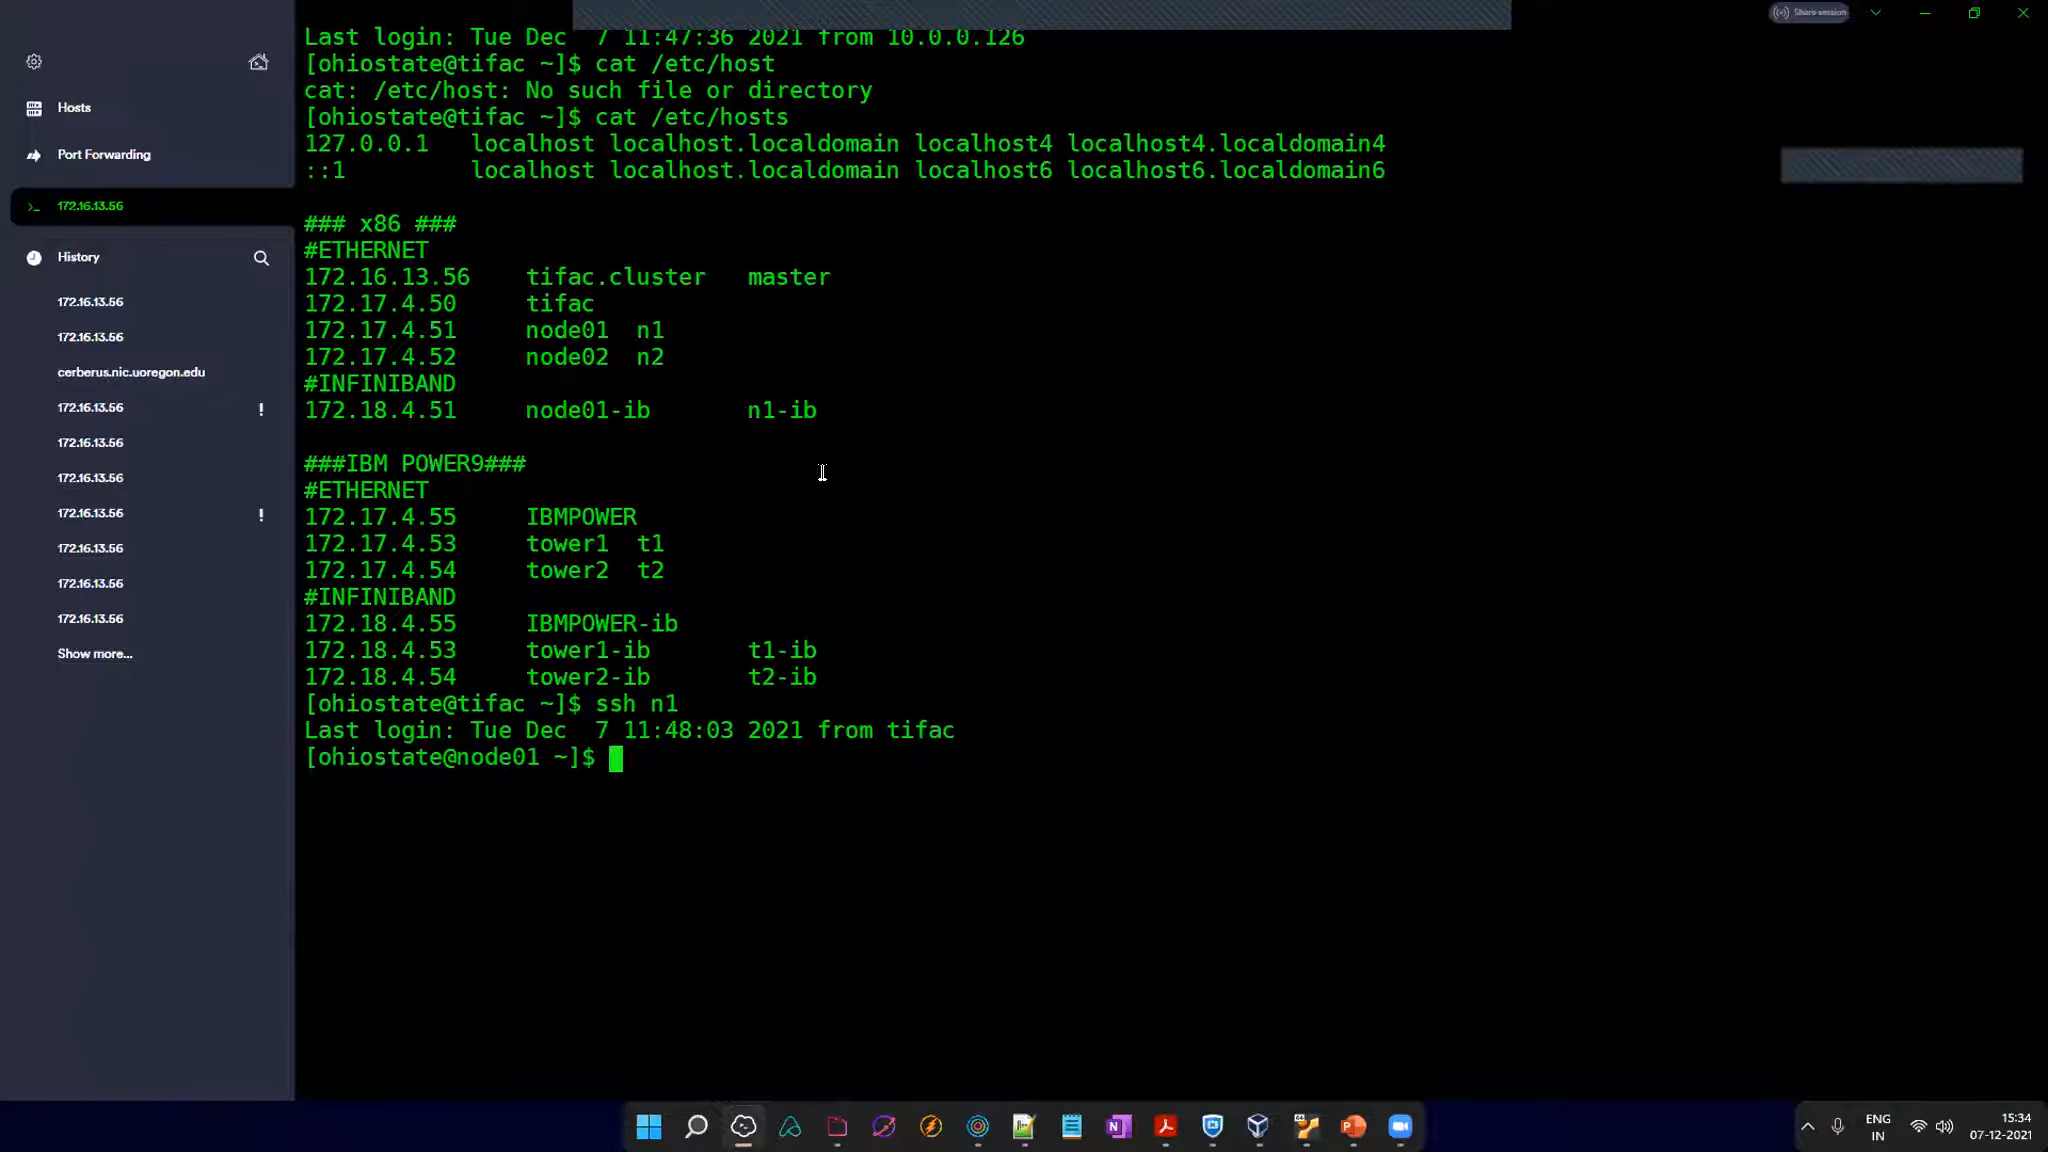 Share session
Last login: Tue Dec  7 11:47:36 2021 from 10.0.0.126
[ohiostate@tifac ~]$ cat /etc/host
cat: /etc/host: No such file or directory
[ohiostate@tifac ~]$ cat /etc/hosts
127.0.0.1   localhost localhost.localdomain localhost4 localhost4.localdomain4
::1         localhost localhost.localdomain localhost6 localhost6.localdomain6
### x86 ###
#ETHERNET
172.16.13.56    tifac.cluster   master
172.17.4.50     tifac
172.17.4.51     node01  n1
172.17.4.52     node02  n2
#INFINIBAND
172.18.4.51     node01-ib       n1-ib
###IBM POWER9###
#ETHERNET
172.17.4.55     IBMPOWER
172.17.4.53     tower1  t1
172.17.4.54     tower2  t2
#INFINIBAND
172.18.4.55     IBMPOWER-ib
172.18.4.53     tower1-ib       t1-ib
172.18.4.54     tower2-ib       t2-ib
[ohiostate@tifac ~]$ ssh n1
Last login: Tue Dec  7 11:48:03 2021 from tifac
[ohiostate@node01 ~]$
Hosts
Port Forwarding
172.16.13.56
History
172.16.13.56
172.16.13.56
cerberus.nic.uoregon.edu
172.16.13.56 !
172.16.13.56
172.16.13.56
172.16.13.56 !
172.16.13.56
172.16.13.56
172.16.13.56
Show more...
ENG
IN
15:34
07-12-2021